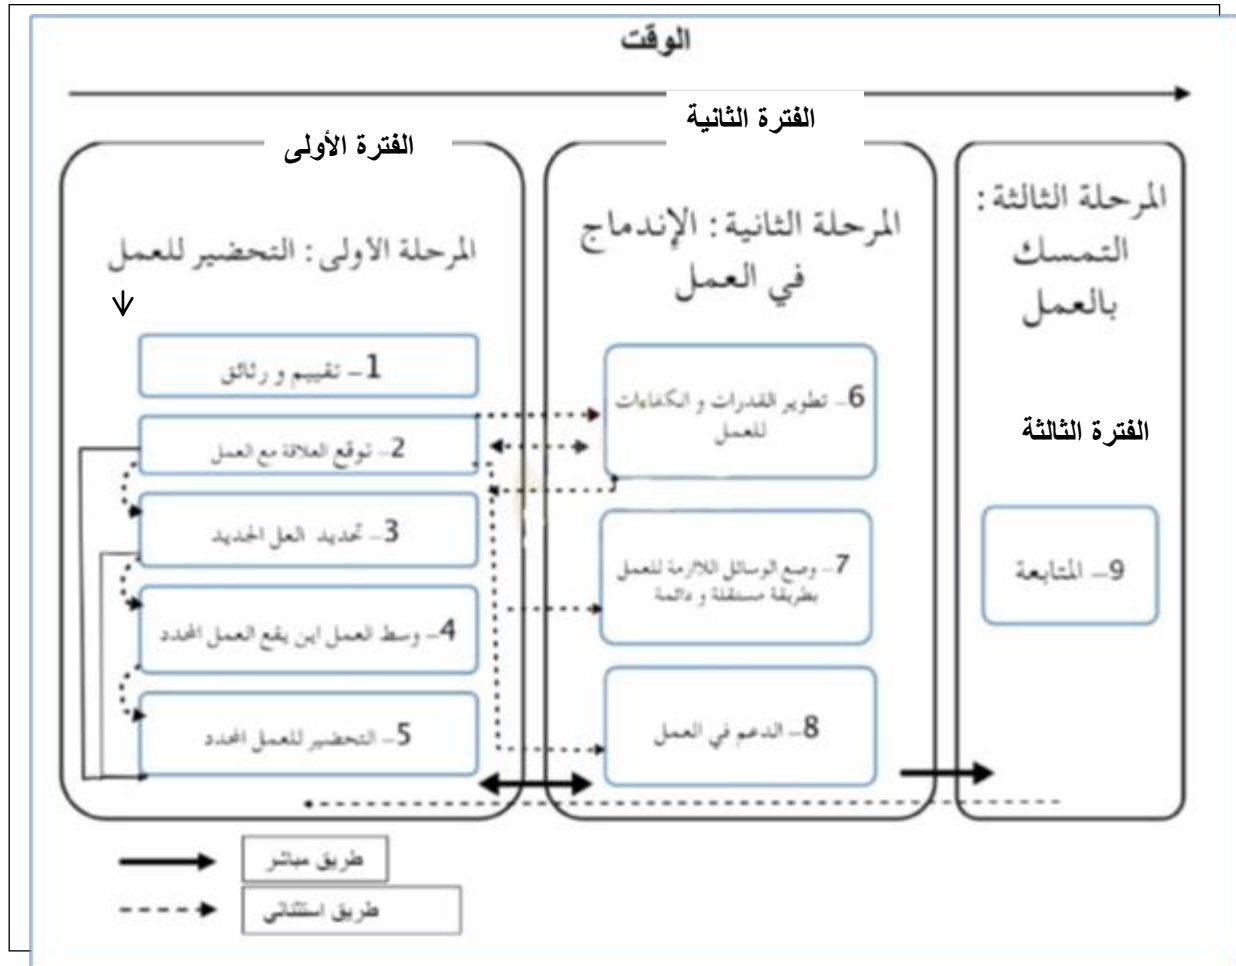 الوقت
الفترة الأولى
المرحلة الاولى : التحضير للعمل
1– تقييم و رثائق
2– توقع العلاقة مع العمل
3– تحديد العل الجديد
4– وسط العمل اين يقع العمل المحدد
5– التحضير للعمل المحدد
الفترة الثانية
المرحلة الثانية : الإندماج
في العمل
6– تطوير القدرات و الكفاءات
للعمل
7– وصع الوسائل اللازمة للعمل
بطريقة مستقلة و دائمة
8– الدعم في العمل
المرحلة الثالثة :
التمسك
بالعمل
الفترة الثالثة
9– المتابعة
طريق مباشر
طريق استثنائي